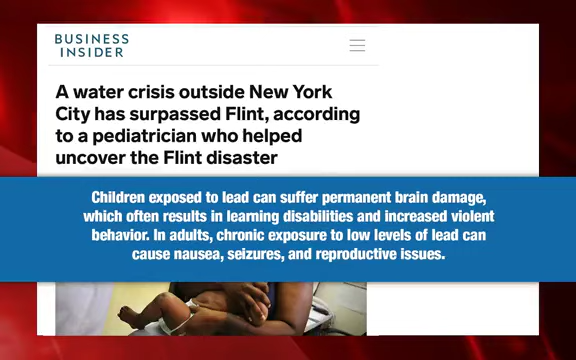 BUSINESS
INSIDER
A water crisis outside New York
City has surpassed Flint, according
to a pediatrician who helped
uncover the Flint disaster
Children exposed to lead can suffer permanent brain damage,
which often results in learning disabilities and increased violent
behavior. In adults, chronic exposure to low levels of lead can
cause nausea, seizures, and reproductive issues.